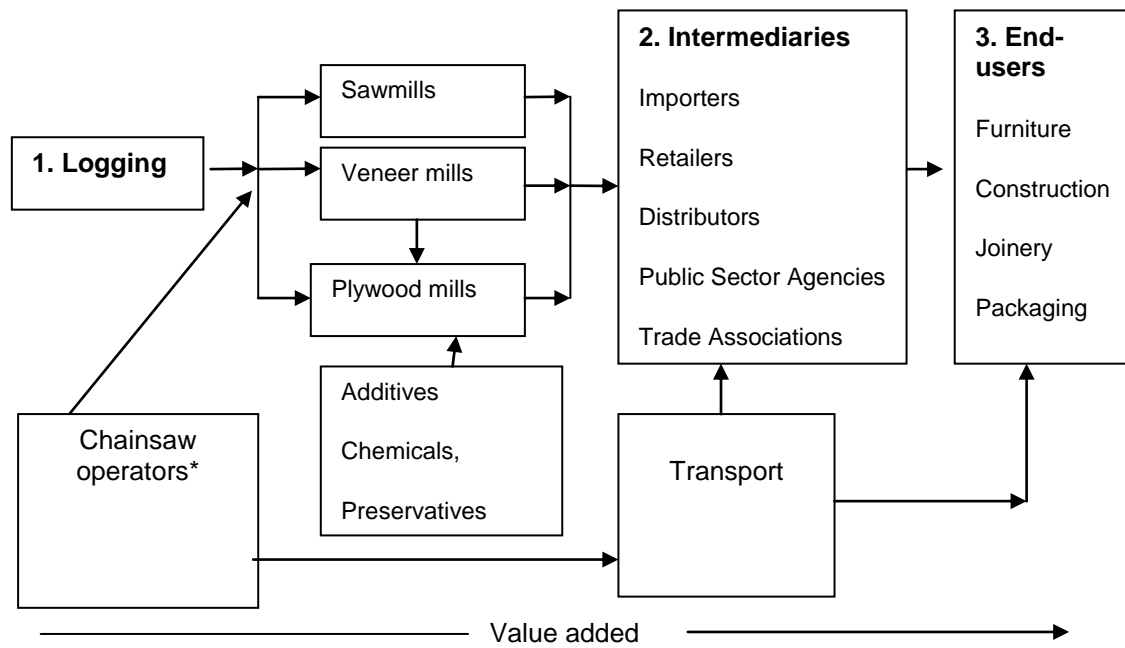 1. Logging
Sawmills
Veneer mills
Plywood mills
Additives
Chemicals,
Preservatives
Chainsaw
operators*
2. Intermediaries
Importers
Retailers
Distributors
Public Sector Agencies
Trade Associations
Transport
3. End-
users
Furniture
Construction
Joinery
Packaging
Value added